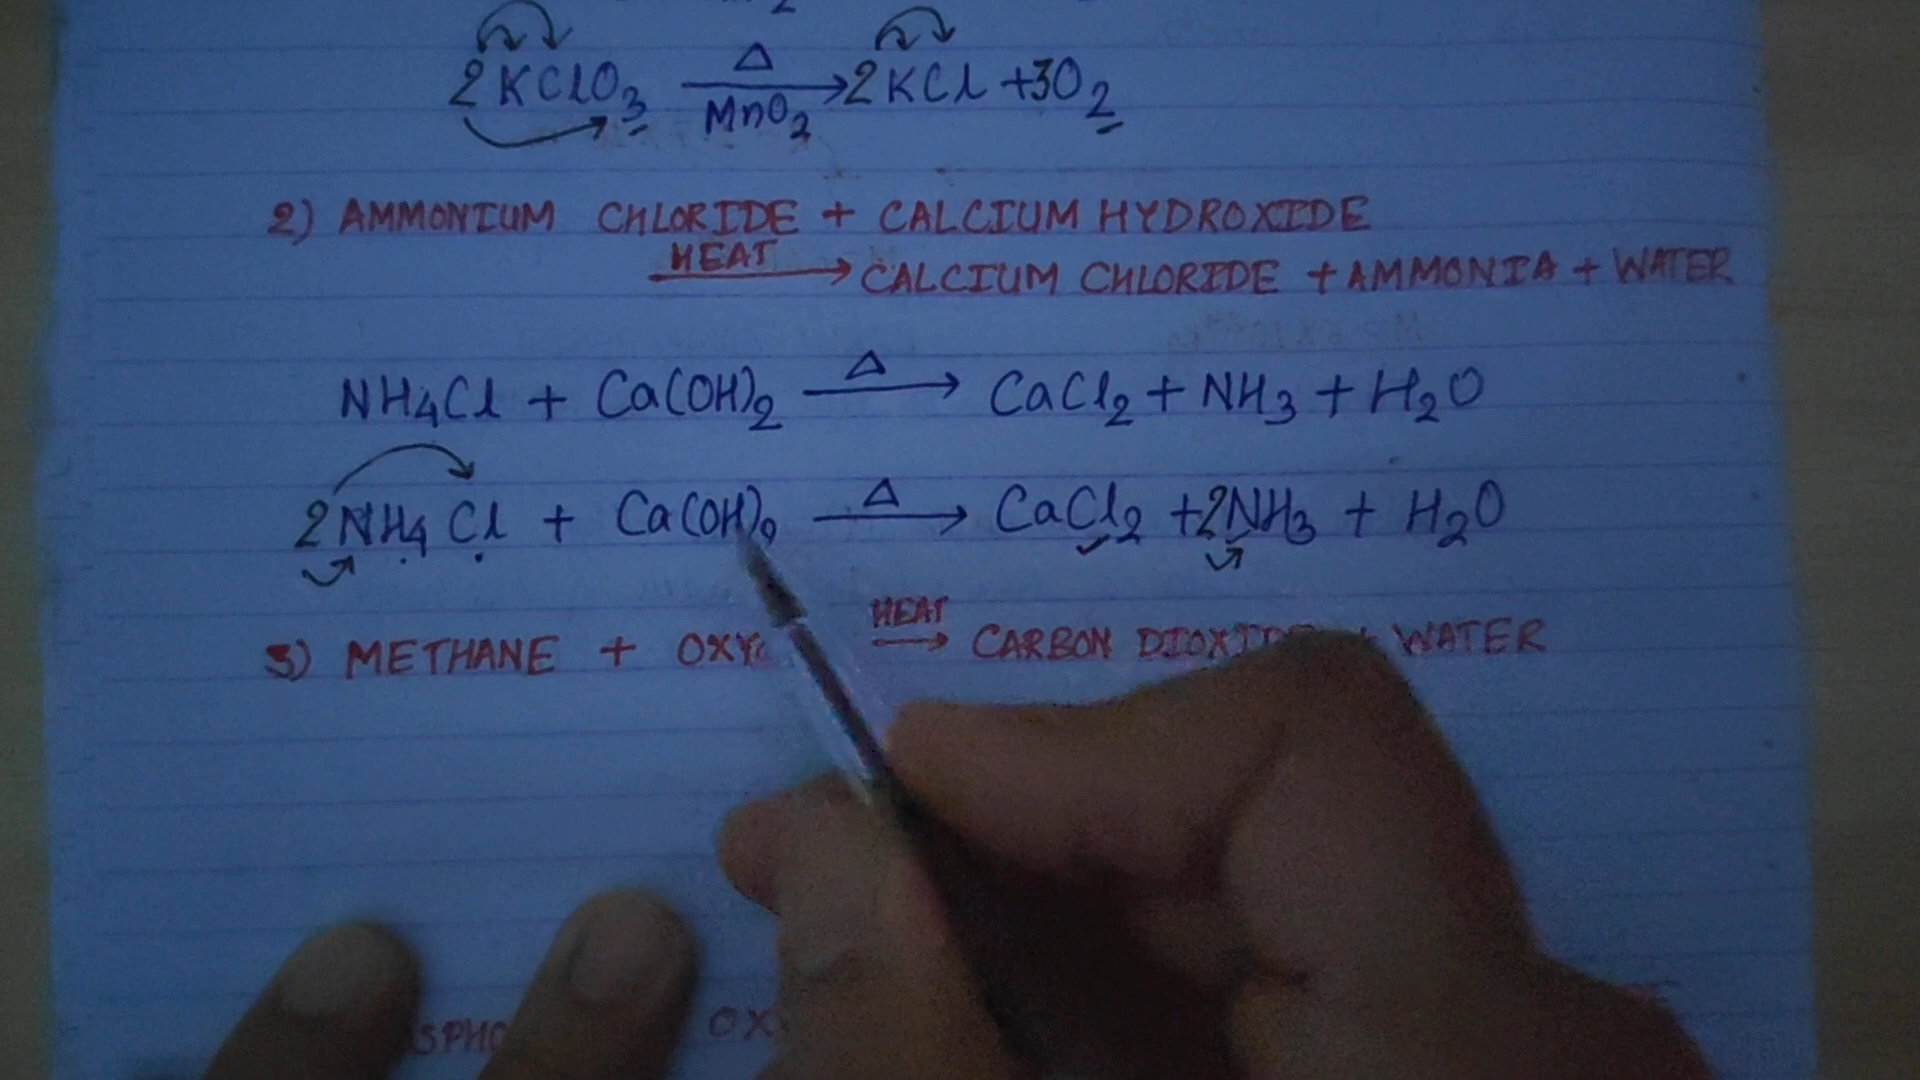 2KClO3 Δ MnO2 → 2KCl + 3O2
2) AMMONIUM CHLORIDE + CALCIUM HYDROXIDE
HEAT → CALCIUM CHLORIDE + AMMONIA + WATER
NH4Cl + Ca(OH)2 Δ → CaCl2 + NH3 + H2O
2NH4Cl + Ca(OH)2 Δ → CaCl2 + 2NH3 + H2O
3) METHANE + HEAT → CARBON + WATER